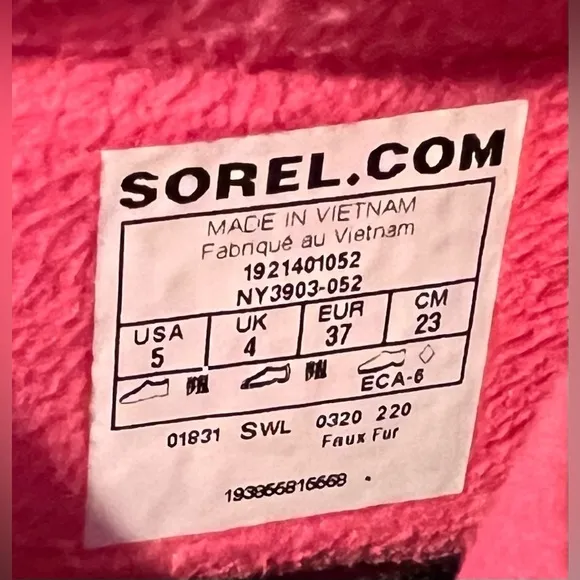 SOREL.COM
MADE IN VIETNAM
Fabriqué au Vietnam
1921401052
NY3903-052
USA UK EUR CM
5 4 37 23
ECA-6
01831 SWL 0320 220
Faux Fur